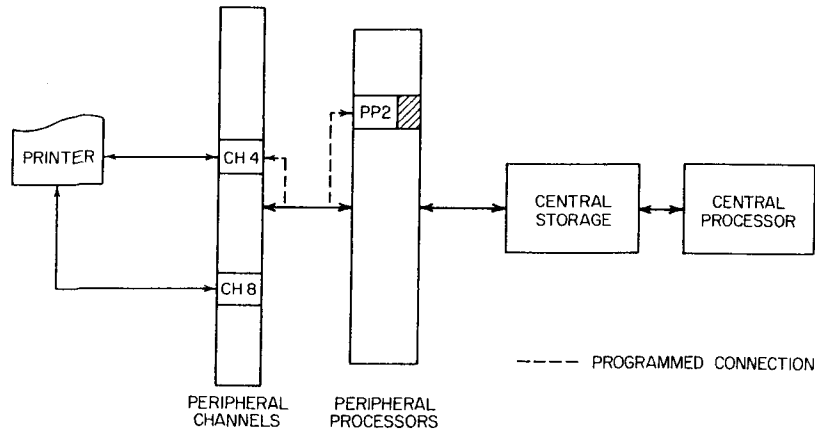 PP2
PRINTER
CH 4
CENTRAL
STORAGE
CENTRAL
PROCESSOR
CH 8
PROGRAMMED CONNECTION
PERIPHERAL
CHANNELS
PERIPHERAL
PROCESSORS